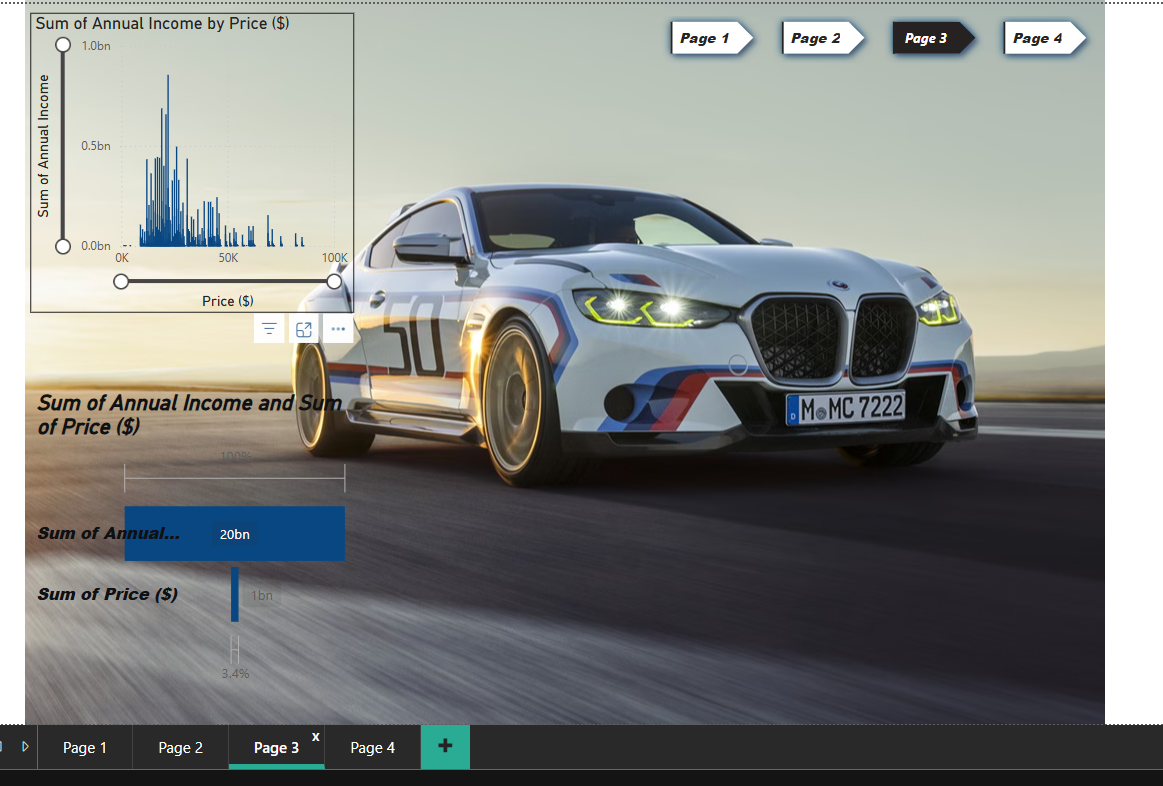 Sum of Annual Income by Price ($)
Page 1
Page 2
Page 3
Page 4
1.0bn
0.5bn
0.0bn
Sum of Annual Income
0K
50K
100K
Price ($)
50
M MC 7222
D
Sum of Annual Income and Sum
of Price ($)
100%
Sum of Annual...
20bn
Sum of Price ($)
1bn
3.4%
Page 1
Page 2
Page 3
x
Page 4
+